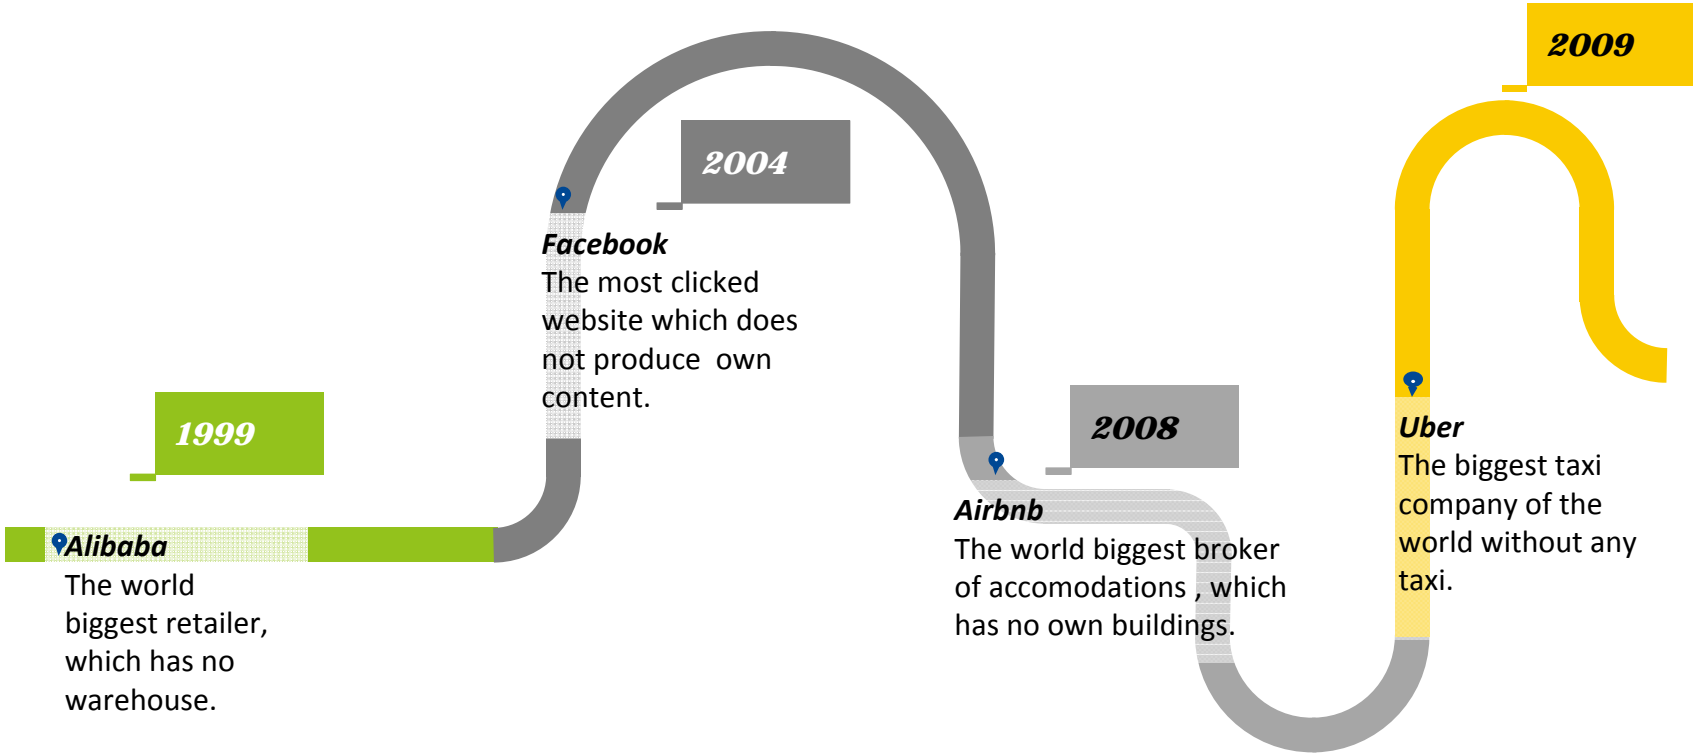 1999
Alibaba
The world
biggest retailer,
which has no
warehouse.
2004
Facebook
The most clicked
website which does
not produce  own
content.
2008
Airbnb
The world biggest broker
of accomodations , which
has no own buildings.
2009
Uber
The biggest taxi
company of the
world without any
taxi.